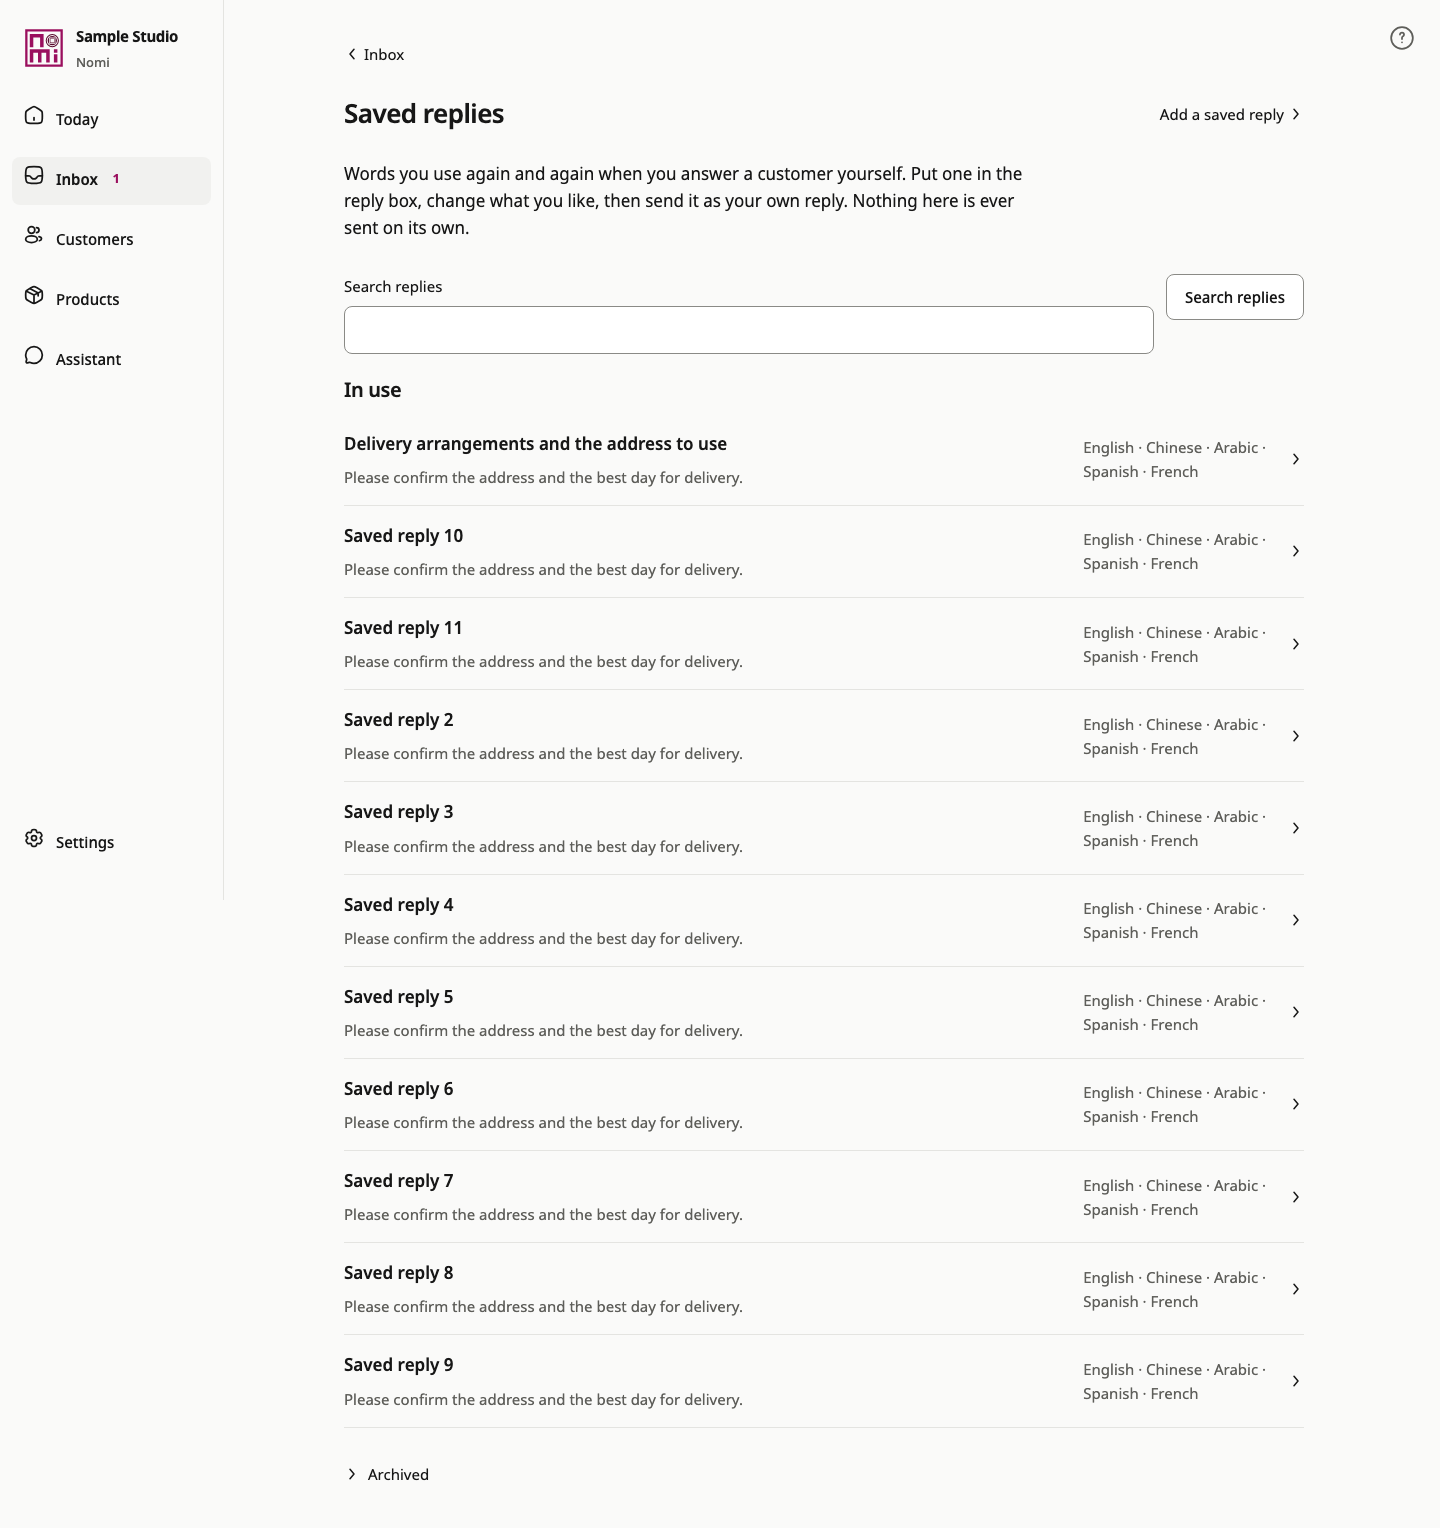 nomi
Sample Studio
Nomi
Today
Inbox 1
Customers
Products
Assistant
Settings
Inbox
Saved replies
Add a saved reply
Words you use again and again when you answer a customer yourself. Put one in the
reply box, change what you like, then send it as your own reply. Nothing here is ever
sent on its own.
Search replies
Search replies
In use
Delivery arrangements and the address to use
Please confirm the address and the best day for delivery.
English · Chinese · Arabic ·
Spanish · French
Saved reply 10
Please confirm the address and the best day for delivery.
English · Chinese · Arabic ·
Spanish · French
Saved reply 11
Please confirm the address and the best day for delivery.
English · Chinese · Arabic ·
Spanish · French
Saved reply 2
Please confirm the address and the best day for delivery.
English · Chinese · Arabic ·
Spanish · French
Saved reply 3
Please confirm the address and the best day for delivery.
English · Chinese · Arabic ·
Spanish · French
Saved reply 4
Please confirm the address and the best day for delivery.
English · Chinese · Arabic ·
Spanish · French
Saved reply 5
Please confirm the address and the best day for delivery.
English · Chinese · Arabic ·
Spanish · French
Saved reply 6
Please confirm the address and the best day for delivery.
English · Chinese · Arabic ·
Spanish · French
Saved reply 7
Please confirm the address and the best day for delivery.
English · Chinese · Arabic ·
Spanish · French
Saved reply 8
Please confirm the address and the best day for delivery.
English · Chinese · Arabic ·
Spanish · French
Saved reply 9
Please confirm the address and the best day for delivery.
English · Chinese · Arabic ·
Spanish · French
Archived